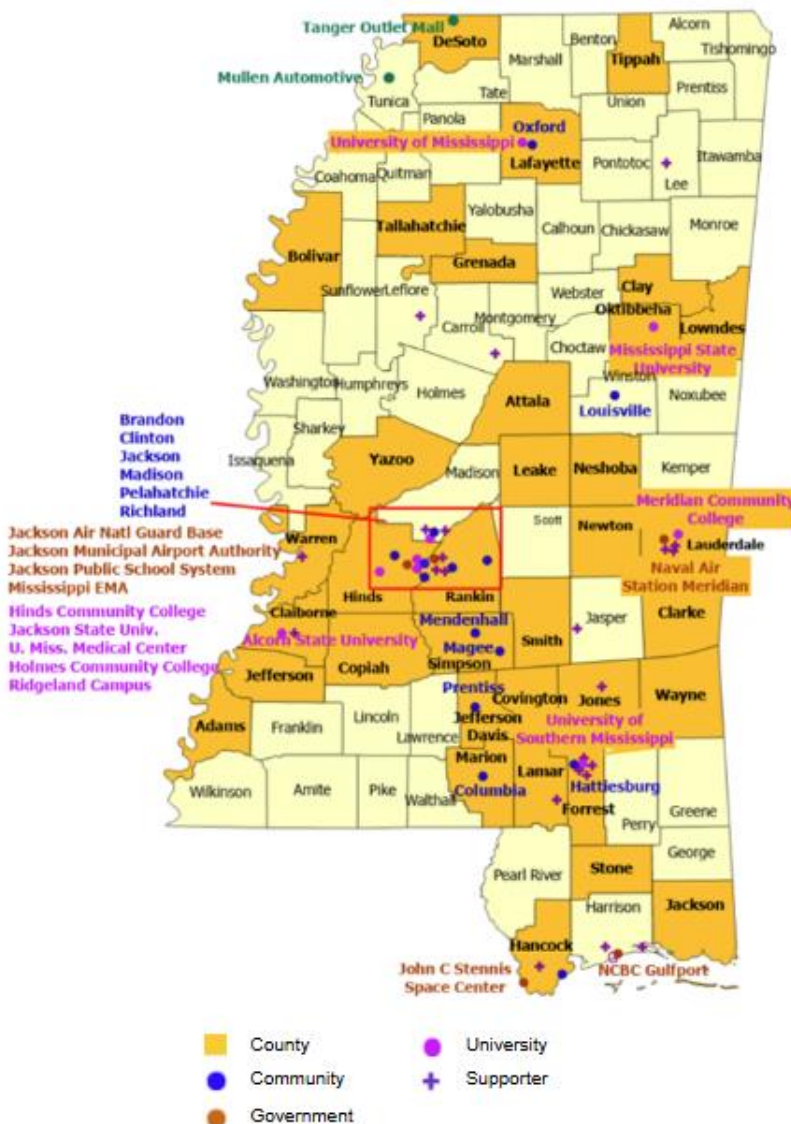 Tanger Outlet Mall
DeSoto
Alcorn
Benton
Tishomingo
Marshall
Tippah
Mullen Automotive
Prentiss
Tunica
Tate
Union
Panola
Oxford
University of Mississippi
Lafayette
Pontotoc
Itawamba
Lee
Coahoma
Quitman
Yalobusha
Tallahatchie
Calhoun
Chickasaw
Monroe
Bolivar
Grenada
Clay
Sunflower
Leflore
Webster
Oktibbeha
Montgomery
Lowndes
Carroll
Choctaw
Mississippi State
University
Washington
Humphreys
Holmes
Winston
Noxubee
Attala
Louisville
Brandon
Clinton
Jackson
Madison
Pelahatchie
Richland
Sharkey
Issaquena
Yazoo
Madison
Leake
Neshoba
Kemper
Meridian Community
College
Jackson Air Natl Guard Base
Jackson Municipal Airport Authority
Jackson Public School System
Mississippi EMA
Warren
Scott
Newton
Lauderdale
Naval Air
Station Meridian
Hinds
Rankin
Hinds Community College
Jackson State Univ.
U. Miss. Medical Center
Holmes Community College
Ridgeland Campus
Claiborne
Alcorn State University
Mendenhall
Magee
Simpson
Smith
Jasper
Clarke
Copiah
Jefferson
Prentiss
Covington
Jones
Wayne
Adams
Franklin
Lincoln
Lawrence
Jefferson
Davis
University of
Southern Mississippi
Marion
Lamar
Wilkinson
Amite
Pike
Walthall
Columbia
Hattiesburg
Forrest
Perry
Greene
George
Stone
Pearl River
Harrison
Jackson
Hancock
John C Stennis
Space Center
NCBC Gulfport
County
University
Community
Supporter
Government